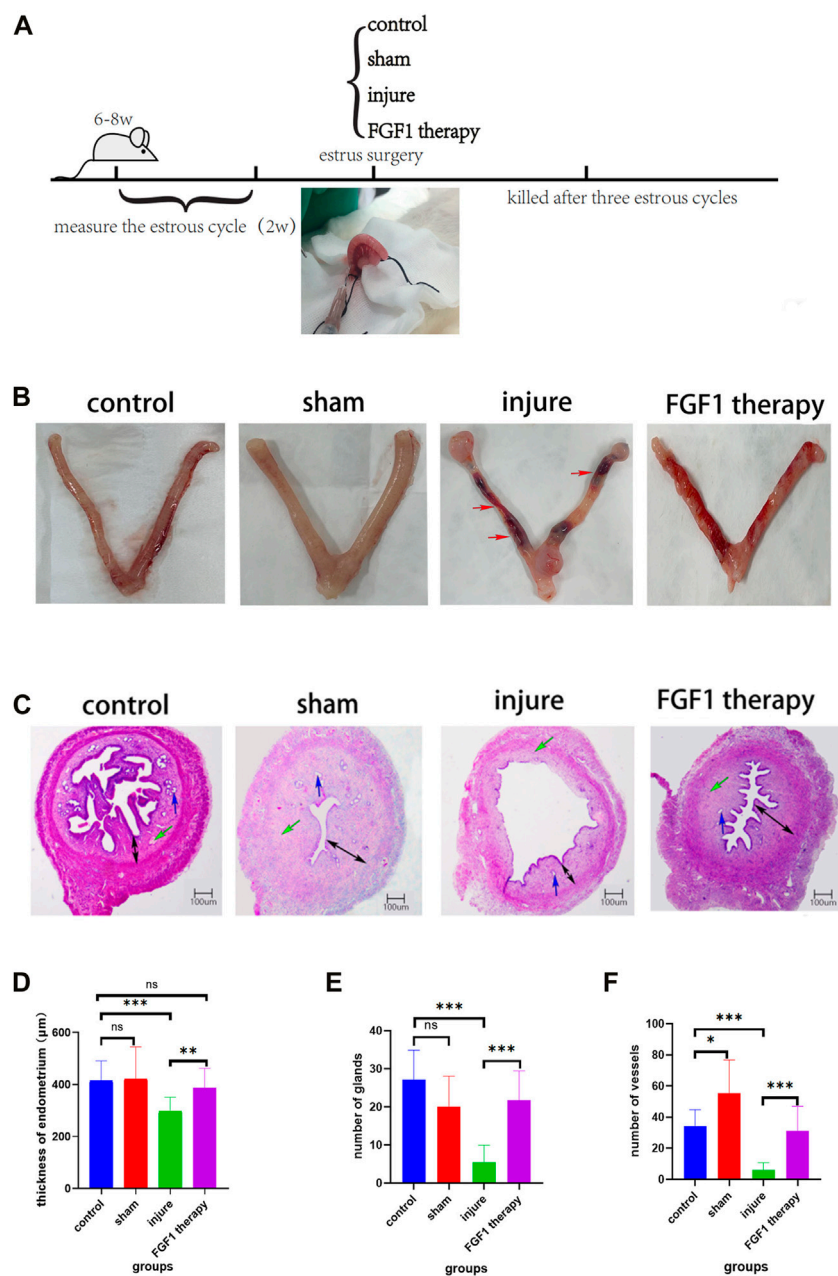 A
control
sham
injure
FGF1 therapy
6-8w
estrus surgery
measure the estrous cycle (2w)
killed after three estrous cycles
B
control
sham
injure
FGF1 therapy
C
control
sham
injure
FGF1 therapy
100um
100um
100um
100um
D
ns
***
ns
**
thickness of endometrium (μm)
600
400
200
0
control
sham
injure
FGF1 therapy
groups
E
***
ns
***
number of glands
40
30
20
10
0
control
sham
injure
FGF1 therapy
groups
F
***
*
***
number of vessels
100
80
60
40
20
0
control
sham
injure
FGF1 therapy
groups